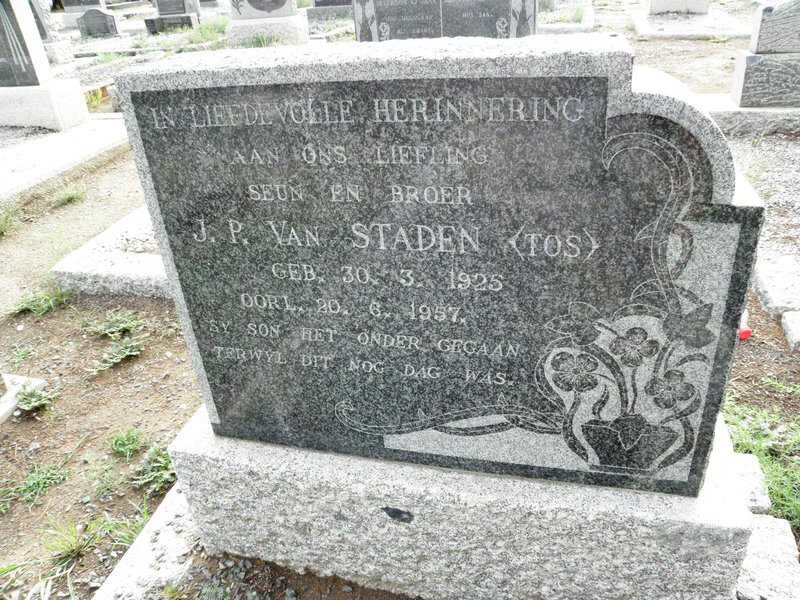 IN LIEFDEVOLLE HERINNERING
AAN ONS LIEFLING
SEUN EN BROER
J. P. VAN STADEN (TOS)
GEB. 30. 3. 1925
OORL. 20. 6. 1957.
SY SON HET ONDER GEGAAN
TERWYL DIT NOG DAG WAS.